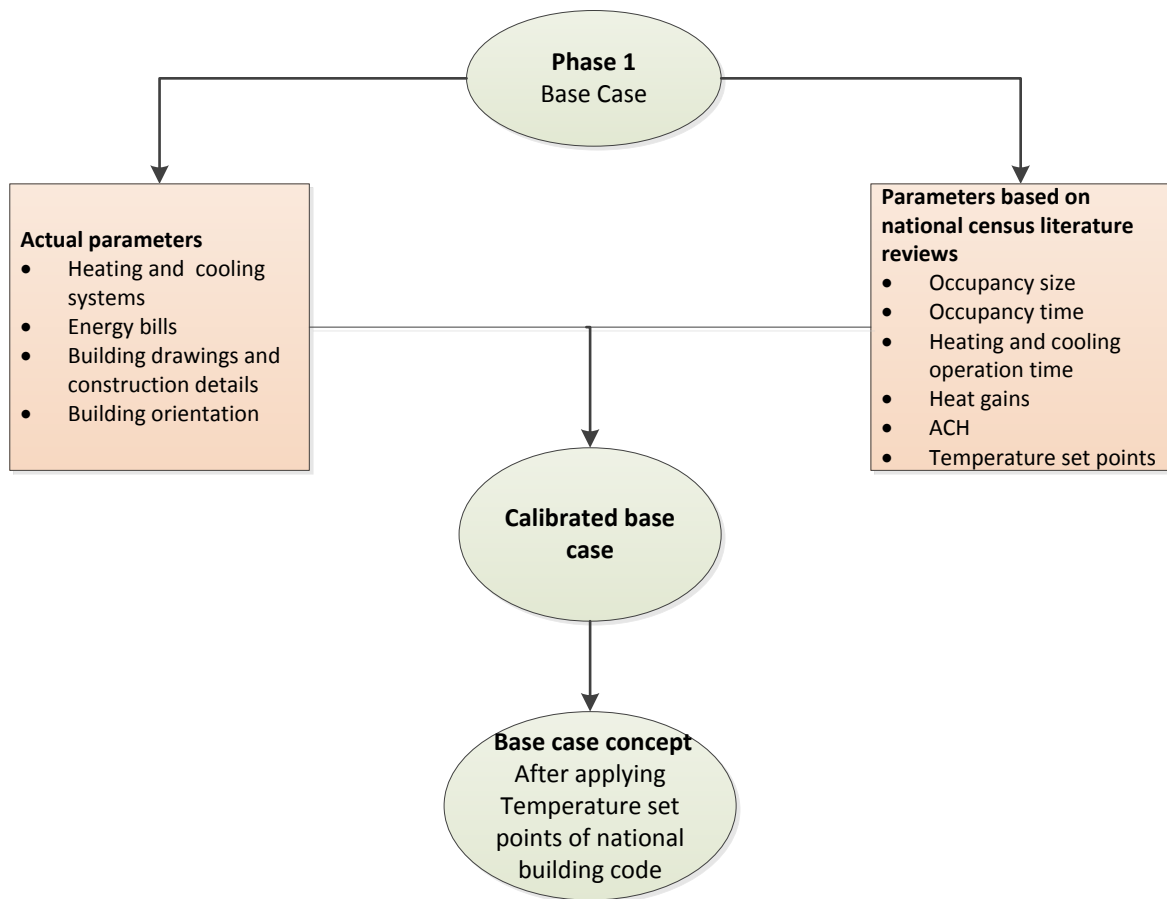 Phase 1
Base Case
Actual parameters
• Heating and cooling
systems
• Energy bills
• Building drawings and
construction details
• Building orientation
Parameters based on
national census literature
reviews
• Occupancy size
• Occupancy time
• Heating and cooling
operation time
• Heat gains
• ACH
• Temperature set points
Calibrated base
case
Base case concept
After applying
Temperature set
points of national
building code